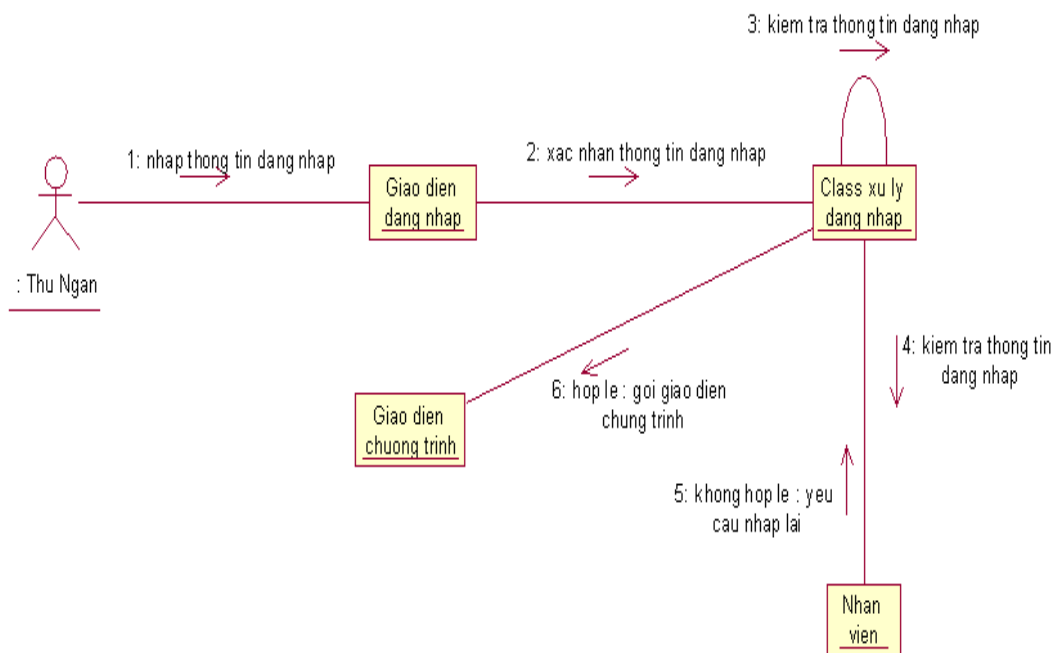 3: kiem tra thong tin dang nhap
1: nhap thong tin dang nhap
2: xac nhan thong tin dang nhap
Giao dien
dang nhap
Class xu ly
dang nhap
: Thu Ngan
4: kiem tra thong tin
dang nhap
6: hop le : goi giao dien
chung trinh
Giao dien
chuong trinh
5: khong hop le : yeu
cau nhap lai
Nhan
vien